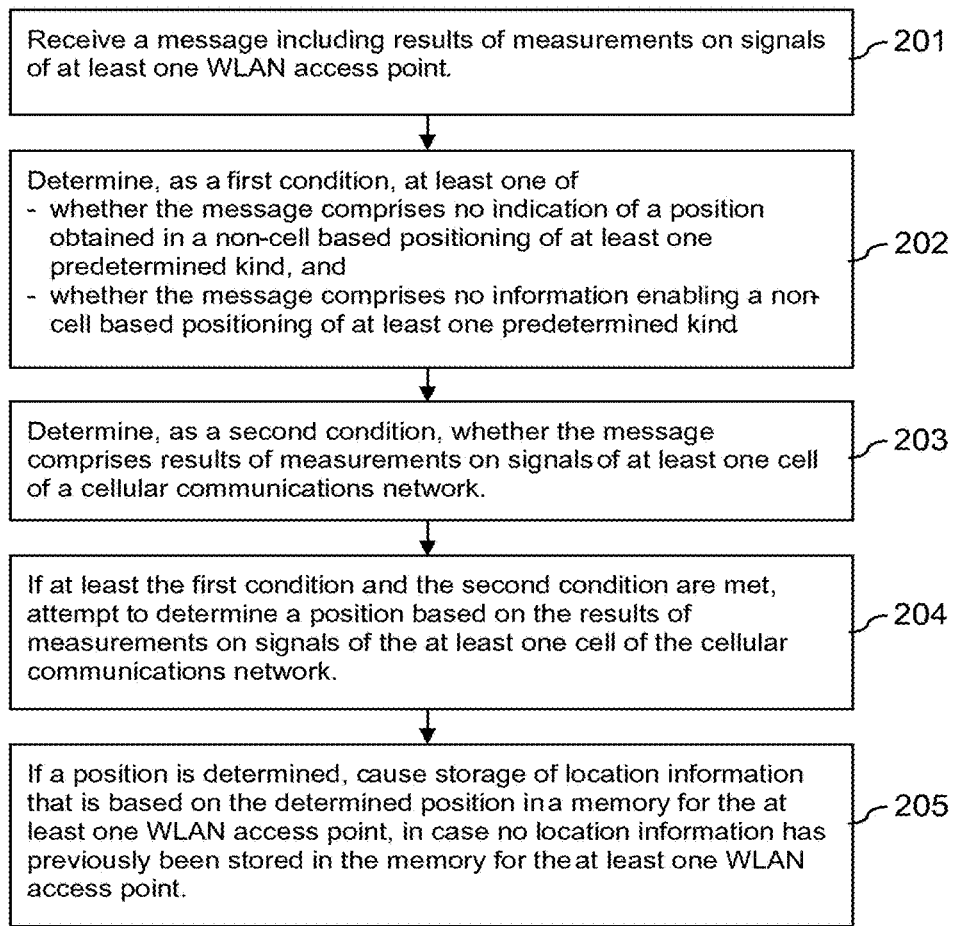 Receive a message including results of measurements on signals
of at least one WLAN access point.
201
Determine, as a first condition, at least one of
- whether the message comprises no indication of a position
obtained in a non-cell based positioning of at least one
predetermined kind, and
- whether the message comprises no information enabling a non-
cell based positioning of at least one predetermined kind
202
Determine, as a second condition, whether the message
comprises results of measurements on signals of at least one cell
of a cellular communications network.
203
If at least the first condition and the second condition are met,
attempt to determine a position based on the results of
measurements on signals of the at least one cell of the cellular
communications network.
204
If a position is determined, cause storage of location information
that is based on the determined position in a memory for the at
least one WLAN access point, in case no location information has
previously been stored in the memory for the at least one WLAN
access point.
205